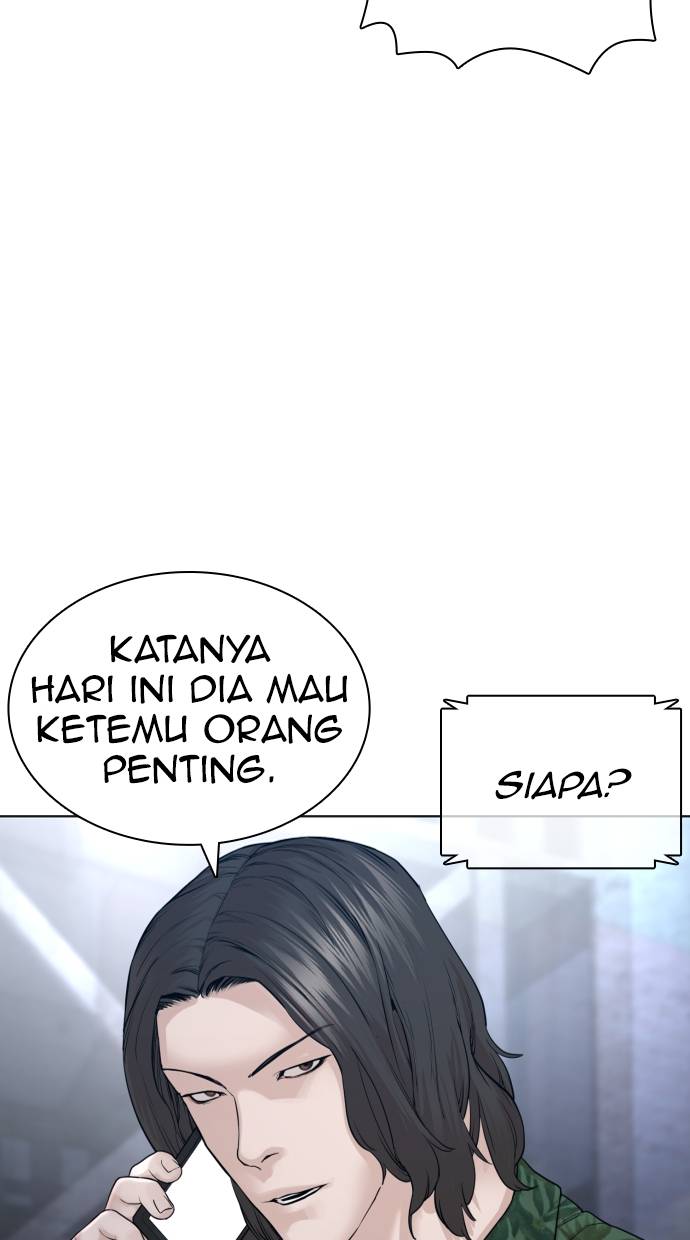 KATANYA
HARI INI DIA MAU
KETEMU ORANG
PENTING.
SIAPA?